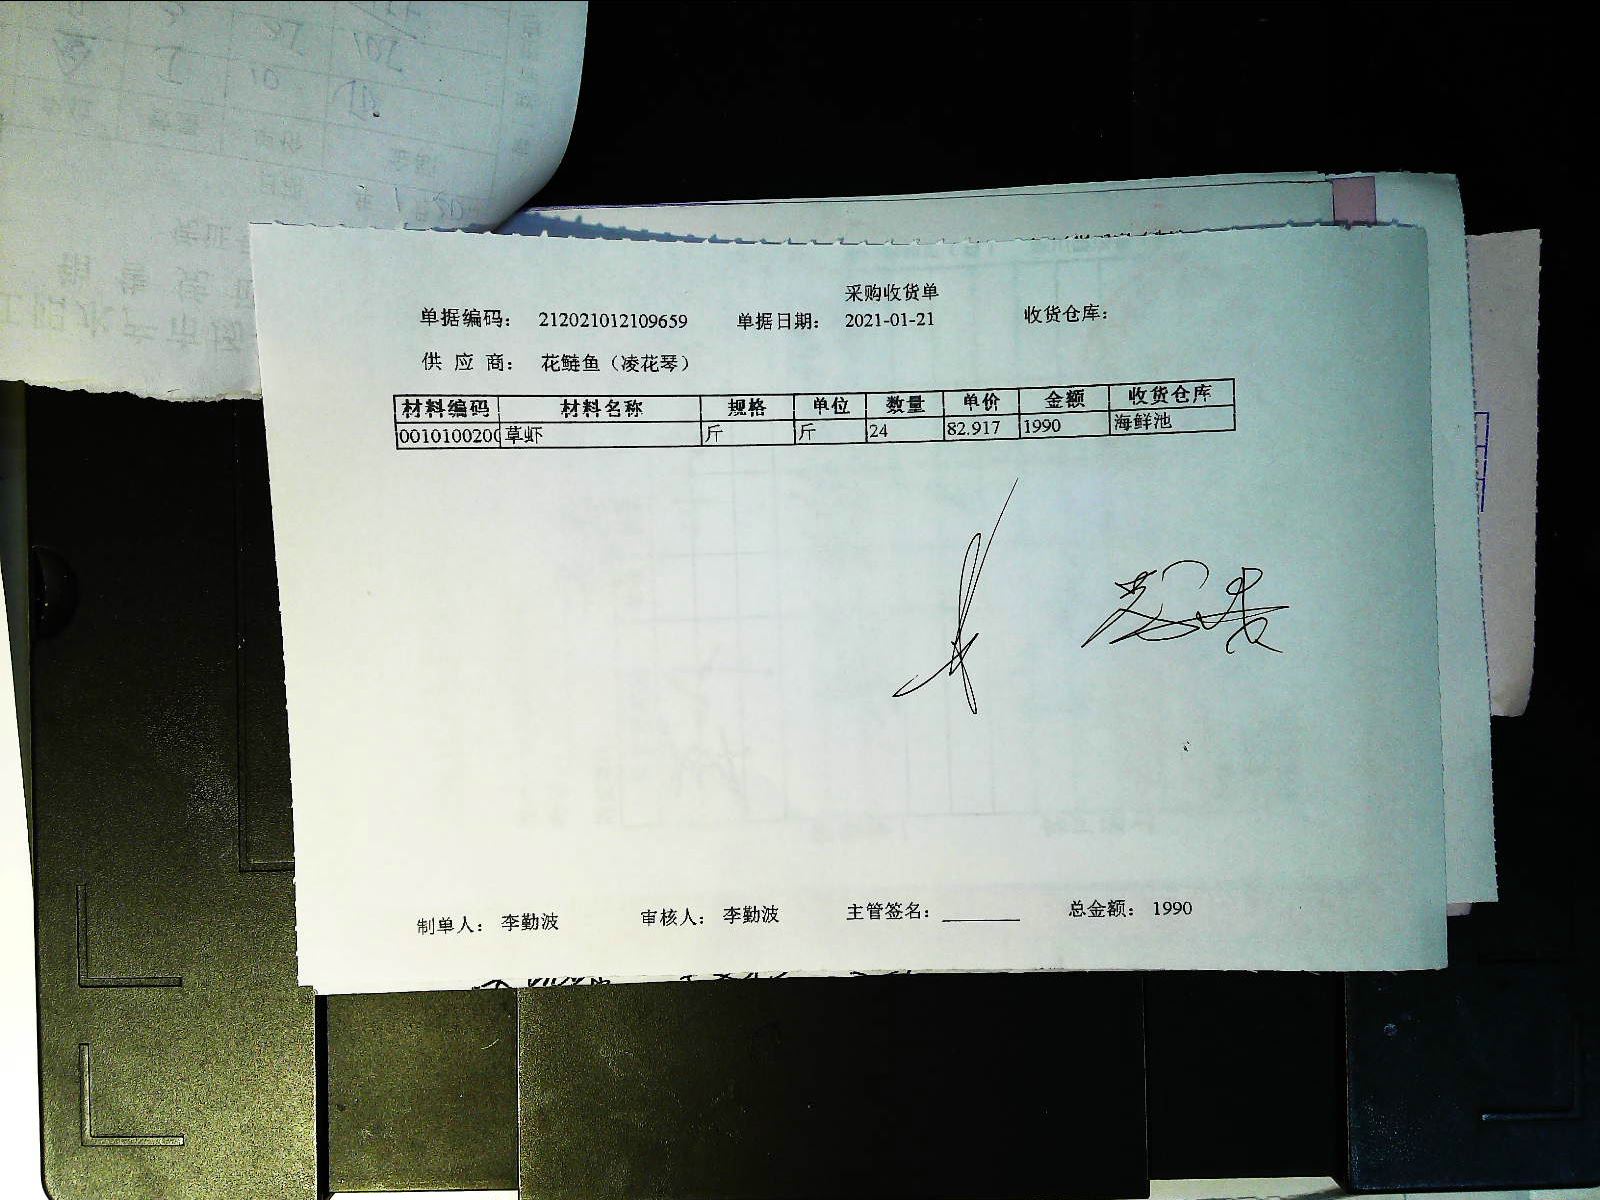 采购收货单
单据编码： 212021012109659 单据日期： 2021-01-21 收货仓库：
供 应 商： 花鲢鱼（凌花琴）
材料编码 材料名称 规格 单位 数量 单价 金额 收货仓库
0010100200 草虾 斤 斤 24 82.917 1990 海鲜池
制单人： 李勤波 审核人： 李勤波 主管签名： ________ 总金额： 1990